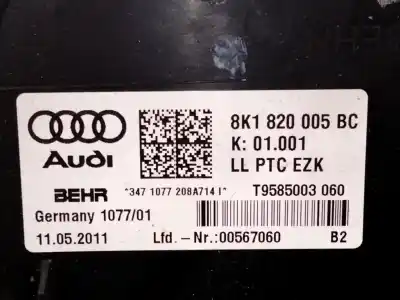 8K1 820 005 BC
K: 01.001
Audi
LL PTC EZK
BEHR
*347 1077 208A714 I*
T9585003 060
Germany 1077/01
11.05.2011
Lfd.-Nr:00567060
B2